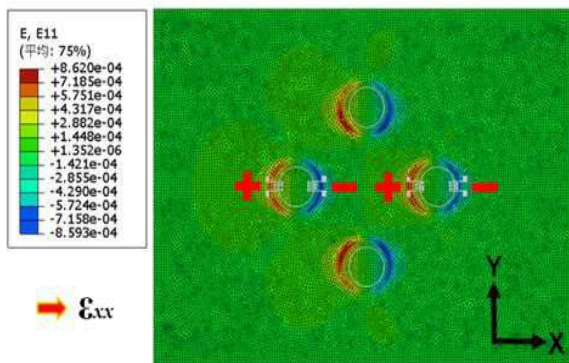 E, E11
(平均: 75%)
+8.620e-04
+7.185e-04
+5.751e-04
+4.317e-04
+2.882e-04
+1.448e-04
+1.352e-06
-1.421e-04
-2.855e-04
-4.290e-04
-5.724e-04
-7.158e-04
-8.593e-04
εxx
+ - + -
Y
X